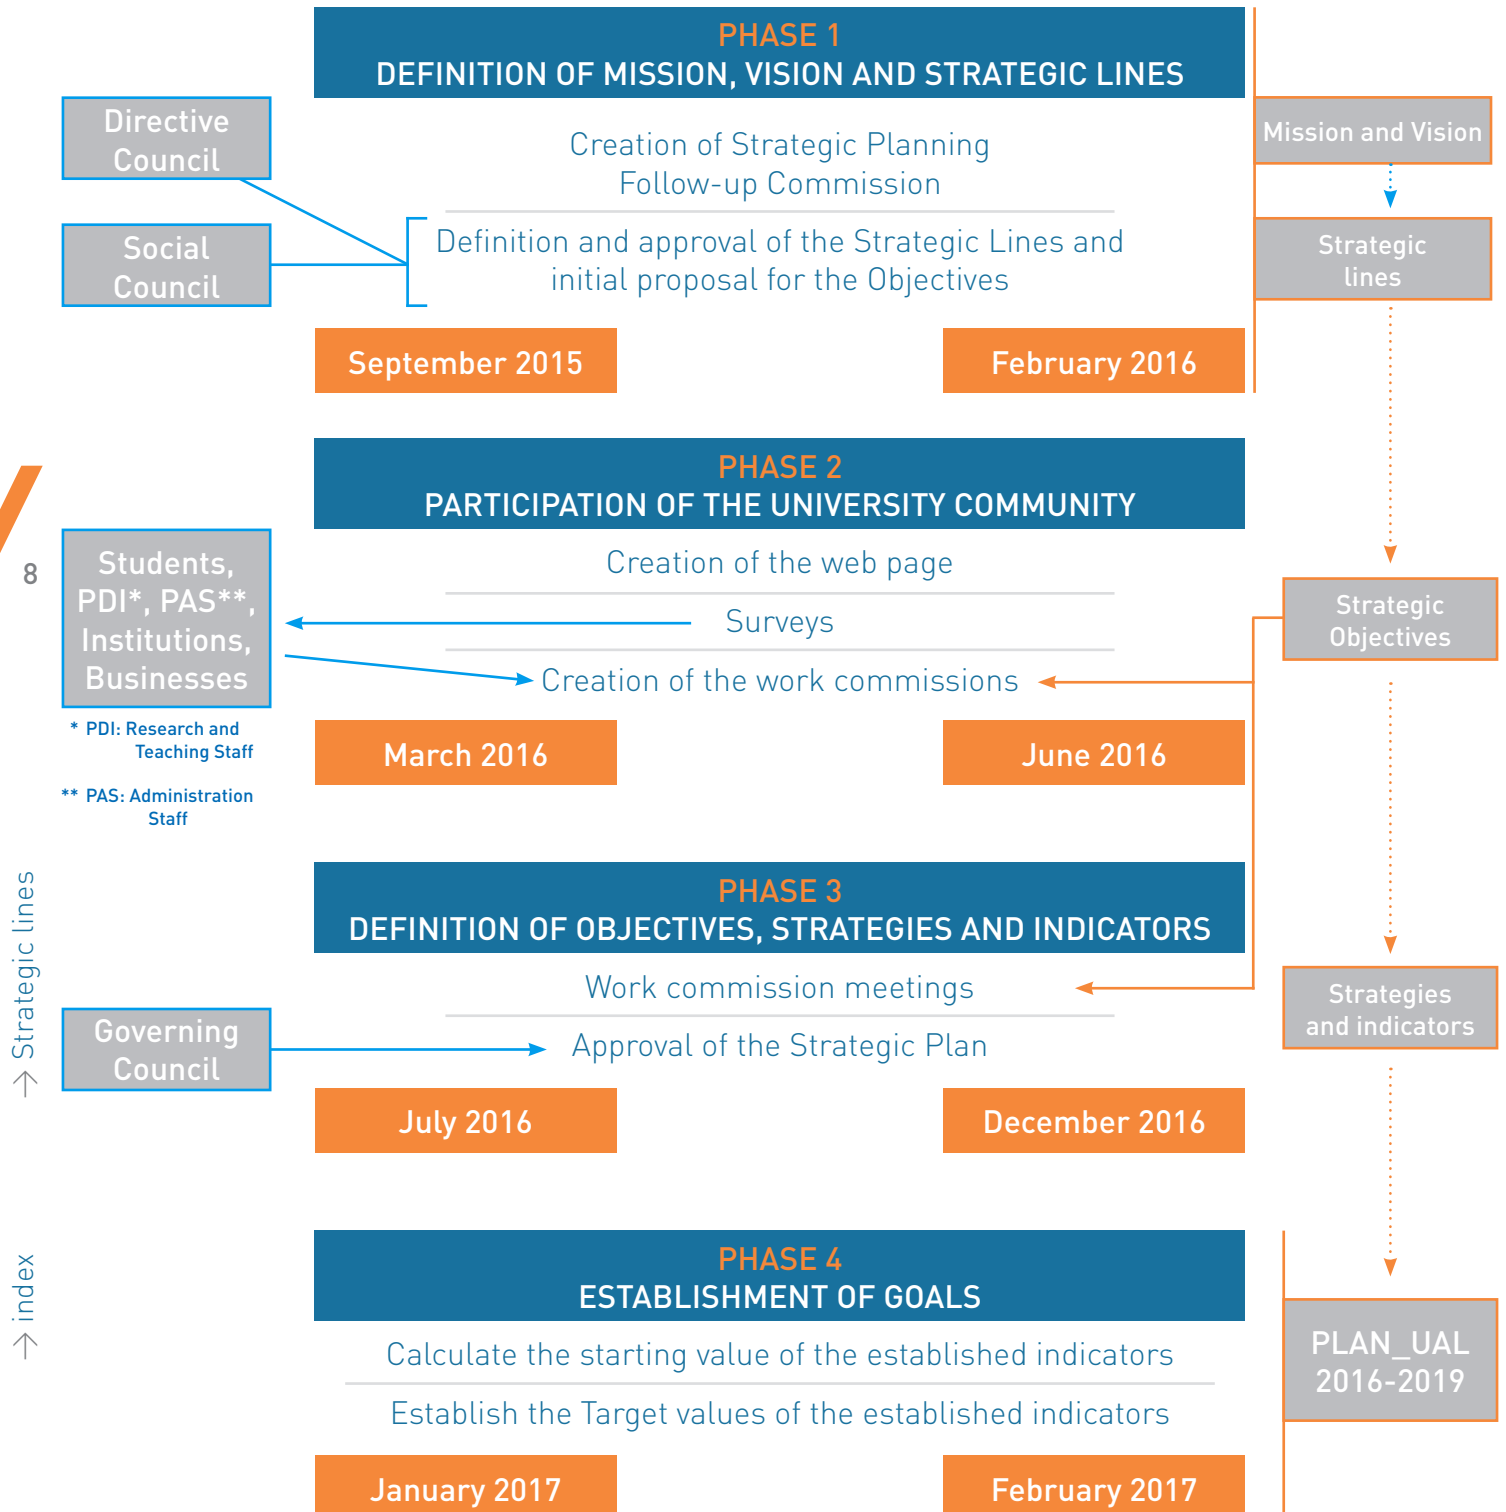 PHASE 1
DEFINITION OF MISSION, VISION AND STRATEGIC LINES
Directive
Council
Social
Council
Creation of Strategic Planning
Follow-up Commission
Definition and approval of the Strategic Lines and
initial proposal for the Objectives
September 2015
February 2016
Mission and Vision
Strategic
lines
PHASE 2
PARTICIPATION OF THE UNIVERSITY COMMUNITY
8
Students,
PDI*, PAS**,
Institutions,
Businesses
* PDI: Research and
Teaching Staff
** PAS: Administration
Staff
Creation of the web page
Surveys
Creation of the work commissions
March 2016
June 2016
Strategic
Objectives
PHASE 3
DEFINITION OF OBJECTIVES, STRATEGIES AND INDICATORS
Governing
Council
Work commission meetings
Approval of the Strategic Plan
July 2016
December 2016
Strategies
and indicators
→ Strategic lines
PHASE 4
ESTABLISHMENT OF GOALS
Calculate the starting value of the established indicators
Establish the Target values of the established indicators
January 2017
February 2017
PLAN_UAL
2016-2019
→ index